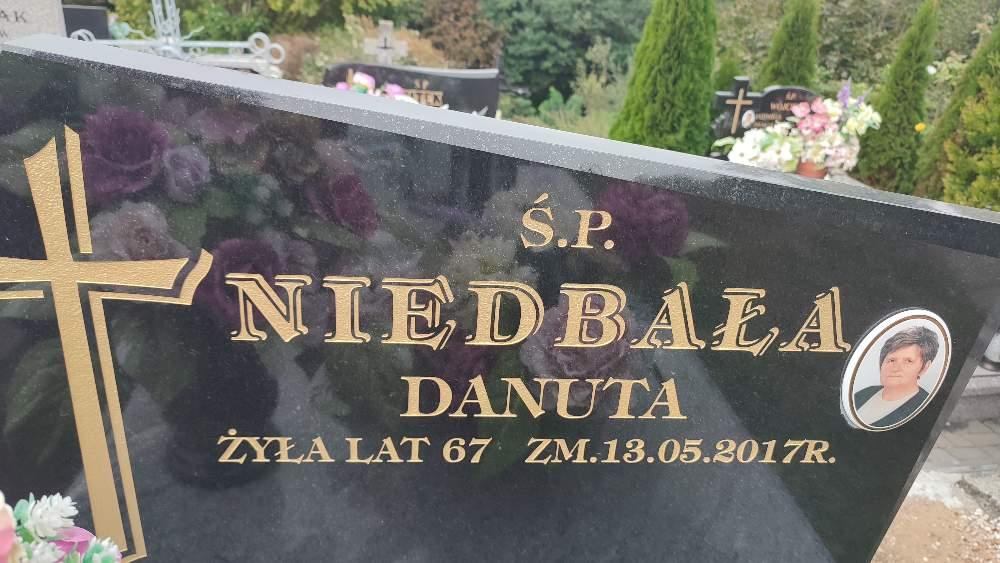 Ś.P.
NIEDBAŁA
DANUTA
ŻYŁA LAT 67 ZM.13.05.2017R.